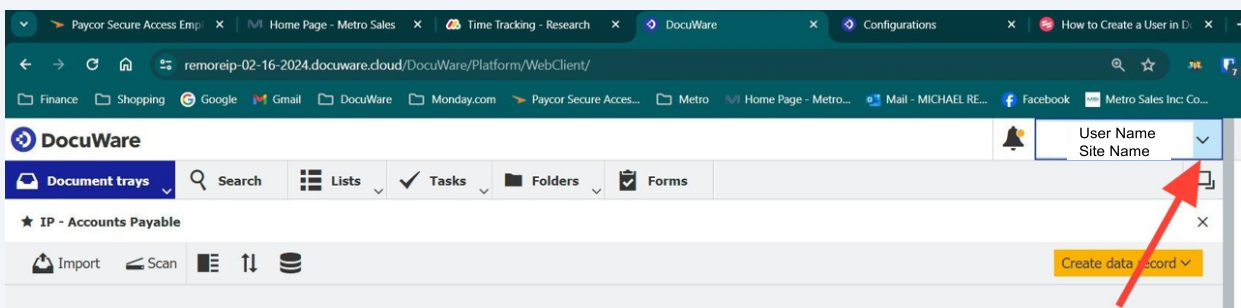 Paycor Secure Access Empl Home Page - Metro Sales Time Tracking - Research DocuWare Configurations How to Create a User in D
remoreip-02-16-2024.docuware.cloud/DocuWare/Platform/WebClient/
Finance Shopping Google Gmail DocuWare Monday.com Paycor Secure Acces... Metro Home Page - Metro... Mail - MICHAEL RE... Facebook Metro Sales Inc: Co...
DocuWare
User Name
Site Name
Document trays Search Lists Tasks Folders Forms
IP - Accounts Payable
Import Scan Create data record